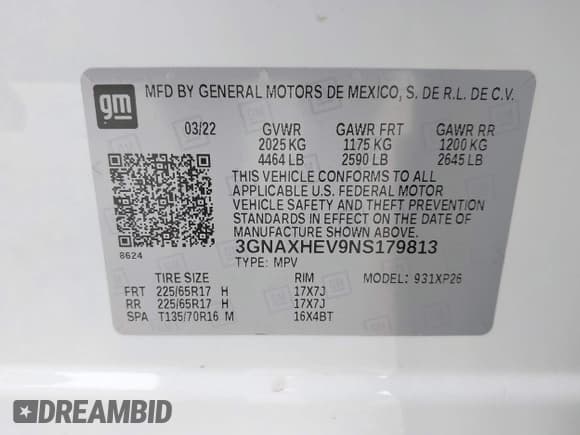 gm MFD BY GENERAL MOTORS DE MEXICO, S. DE R.L. DE C.V.
03/22 GVWR GAWR FRT GAWR RR
2025 KG 1175 KG 1200 KG
4464 LB 2590 LB 2645 LB
THIS VEHICLE CONFORMS TO ALL
APPLICABLE U.S. FEDERAL MOTOR
VEHICLE SAFETY AND THEFT PREVENTION
STANDARDS IN EFFECT ON THE DATE OF
MANUFACTURE SHOWN ABOVE.
8624 3GNAXHEV9NS179813
TYPE: MPV
TIRE SIZE RIM MODEL: 931XP26
FRT 225/65R17 H 17X7J
RR 225/65R17 H 17X7J
SPA T135/70R16 M 16X4BT
DREAMBID